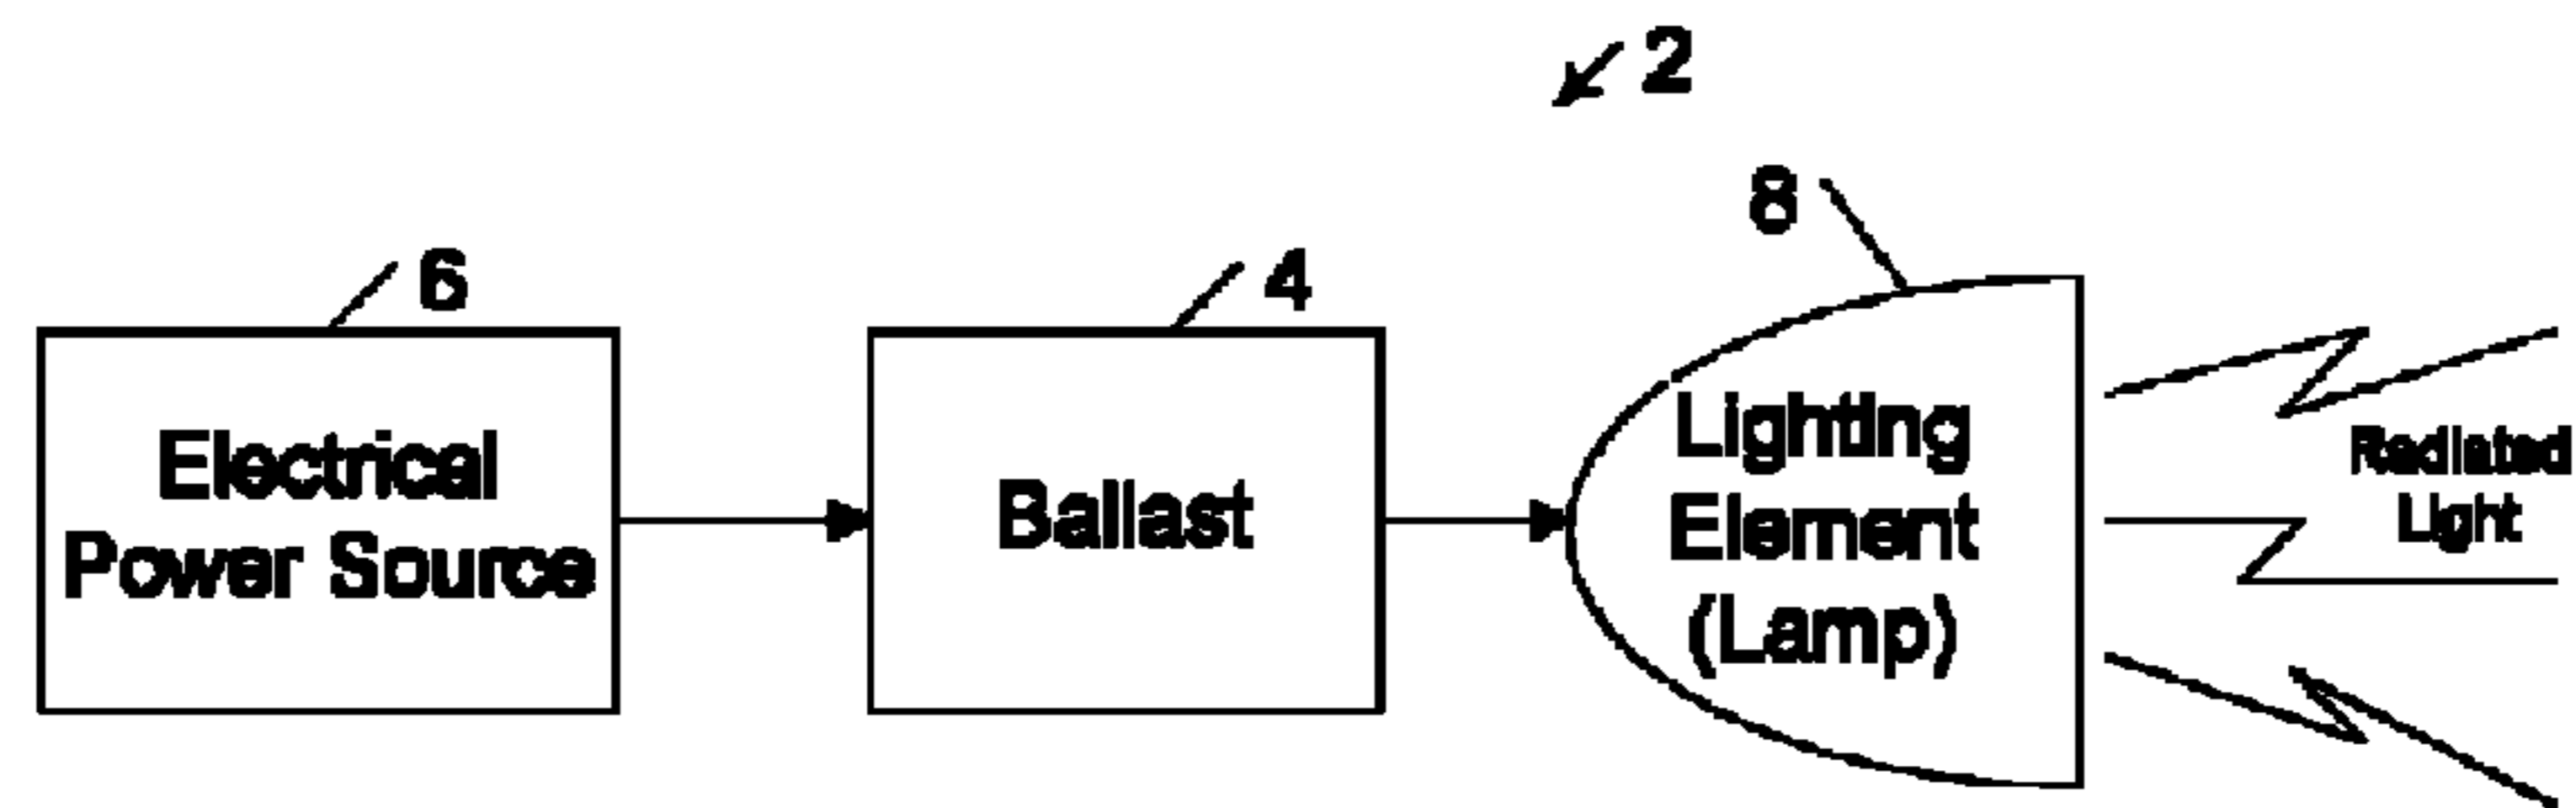 2
8
6
4
Electrical
Power Source
Ballast
Lighting
Element
(Lamp)
Radiated
Light